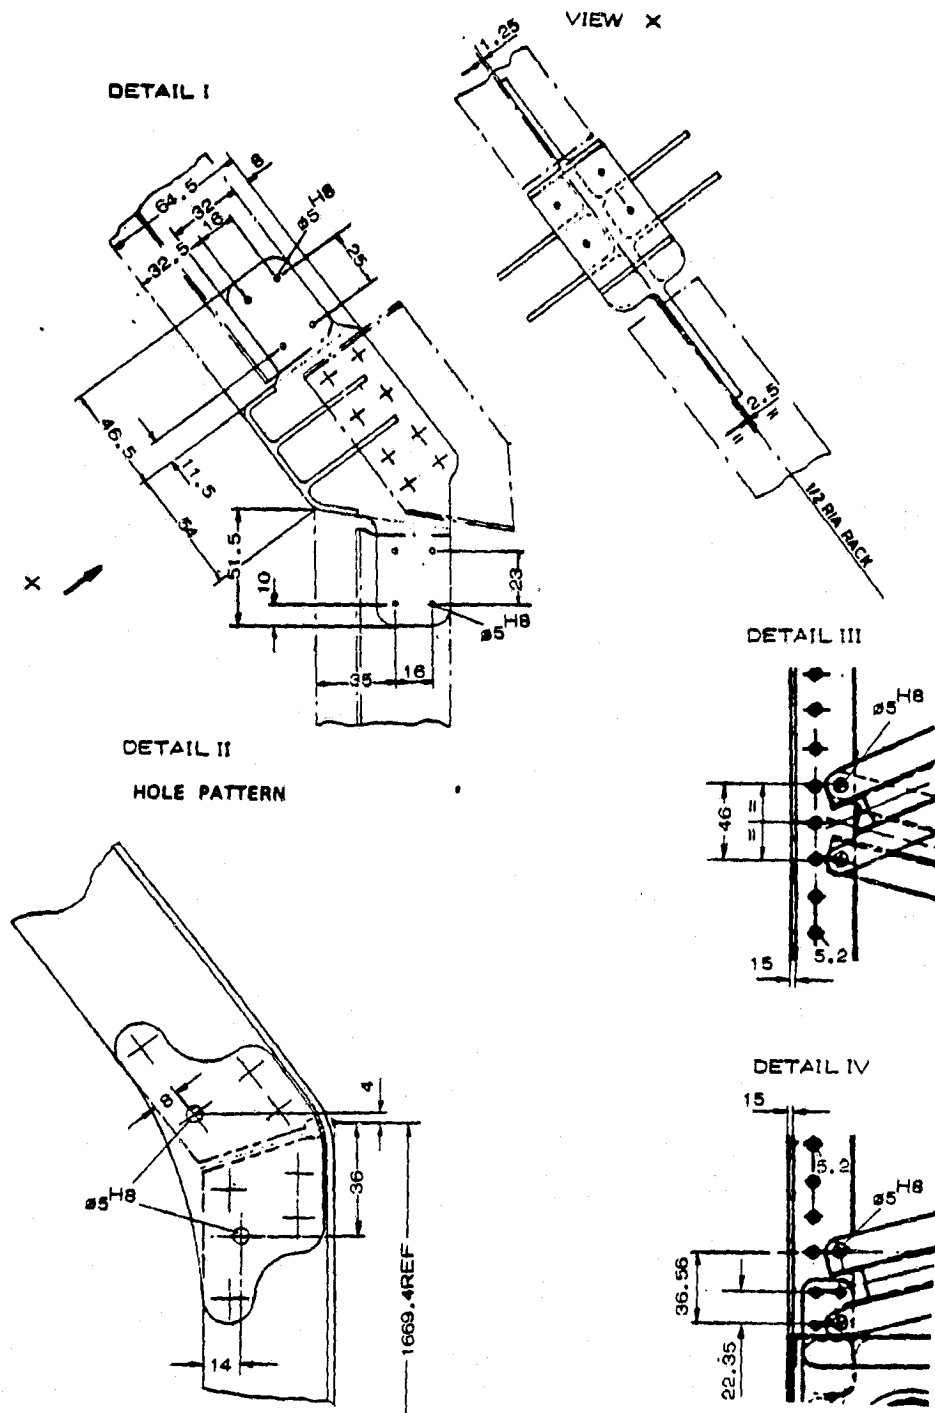 VIEW X
1.25
DETAIL I
8
64.5
32
ø5H8
16
32.5
25
46.5
11.5
54
2.5
=
=
1/2 RIA RACK
X
51.5
10
23
ø5H8
35
16
DETAIL III
ø5H8
DETAIL II
HOLE PATTERN
46
=
=
5.2
15
4
8
DETAIL IV
15
5.2
ø5H8
36
ø5H8
36.56
1669.4REF
14
22.35